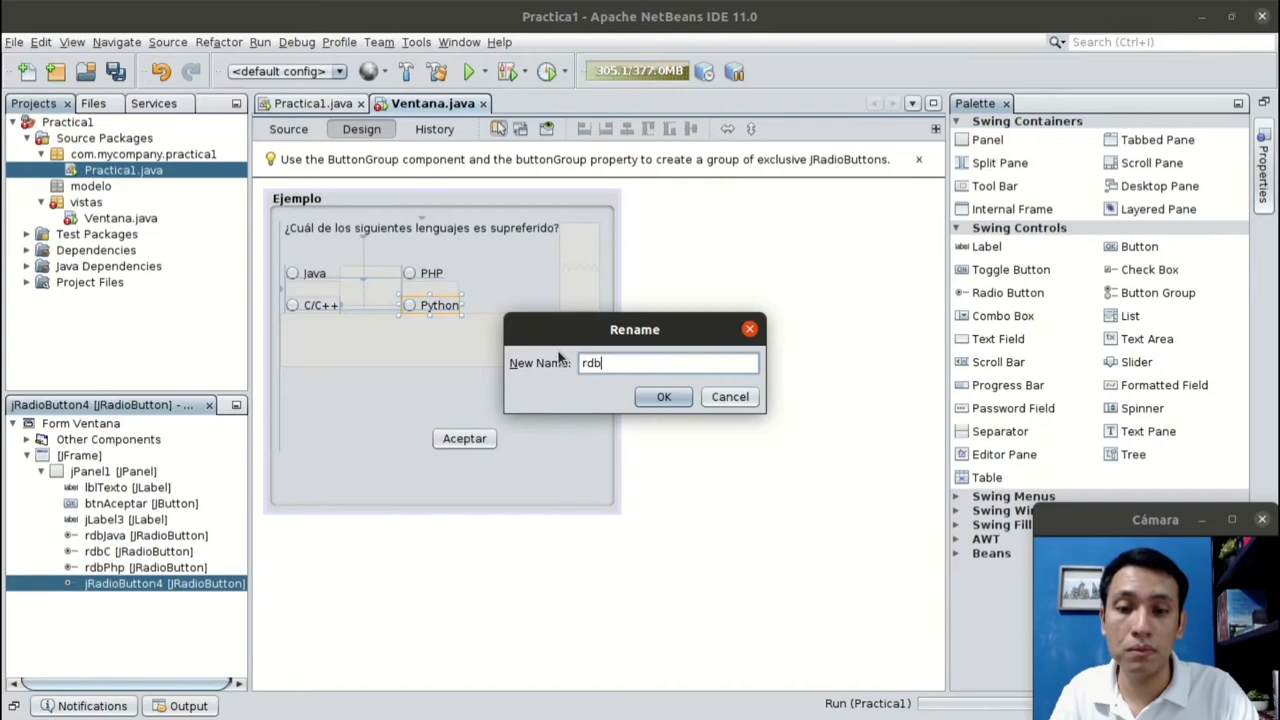 Practica1 - Apache NetBeans IDE 11.0
File Edit View Navigate Source Refactor Run Debug Profile Team Tools Window Help
Search (Ctrl+I)
<default config>
305.1/377.0MB
Projects Files Services
Practica1
Source Packages
com.mycompany.practica1
Practica1.java
modelo
vistas
Ventana.java
Test Packages
Dependencies
Java Dependencies
Project Files
jRadioButton4 [JRadioButton] - ...
Form Ventana
Other Components
[JFrame]
jPanel1 [JPanel]
lblTexto [JLabel]
btnAceptar [JButton]
jLabel3 [JLabel]
rdbJava [JRadioButton]
rdbC [JRadioButton]
rdbPhp [JRadioButton]
jRadioButton4 [JRadioButton]
Practica1.java Ventana.java
Source Design History
Use the ButtonGroup component and the buttonGroup property to create a group of exclusive JRadioButtons.
Ejemplo
¿Cuál de los siguientes lenguajes es supreferido?
Java PHP
C/C++ Python
Aceptar
Rename
New Name: rdb
OK Cancel
Palette
Swing Containers
Panel Tabbed Pane
Split Pane Scroll Pane
Tool Bar Desktop Pane
Internal Frame Layered Pane
Swing Controls
Label Button
Toggle Button Check Box
Radio Button Button Group
Combo Box List
Text Field Text Area
Scroll Bar Slider
Progress Bar Formatted Field
Password Field Spinner
Separator Text Pane
Editor Pane Tree
Table
Swing Menus
Swing Wi
Swing Fil
AWT
Beans
Properties
Cámara
Notifications Output
Run (Practica1)